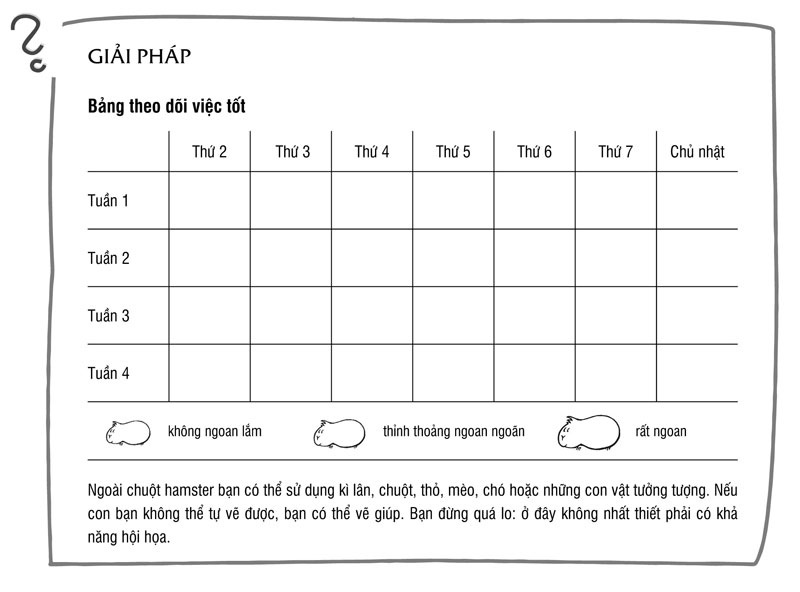 GIẢI PHÁP
Bảng theo dõi việc tốt
Thứ 2 Thứ 3 Thứ 4 Thứ 5 Thứ 6 Thứ 7 Chủ nhật
Tuần 1
Tuần 2
Tuần 3
Tuần 4
không ngoan lắm thỉnh thoảng ngoan ngoãn rất ngoan
Ngoài chuột hamster bạn có thể sử dụng kì lân, chuột, thỏ, mèo, chó hoặc những con vật tưởng tượng. Nếu
con bạn không thể tự vẽ được, bạn có thể vẽ giúp. Bạn đừng quá lo: ở đây không nhất thiết phải có khả
năng hội họa.